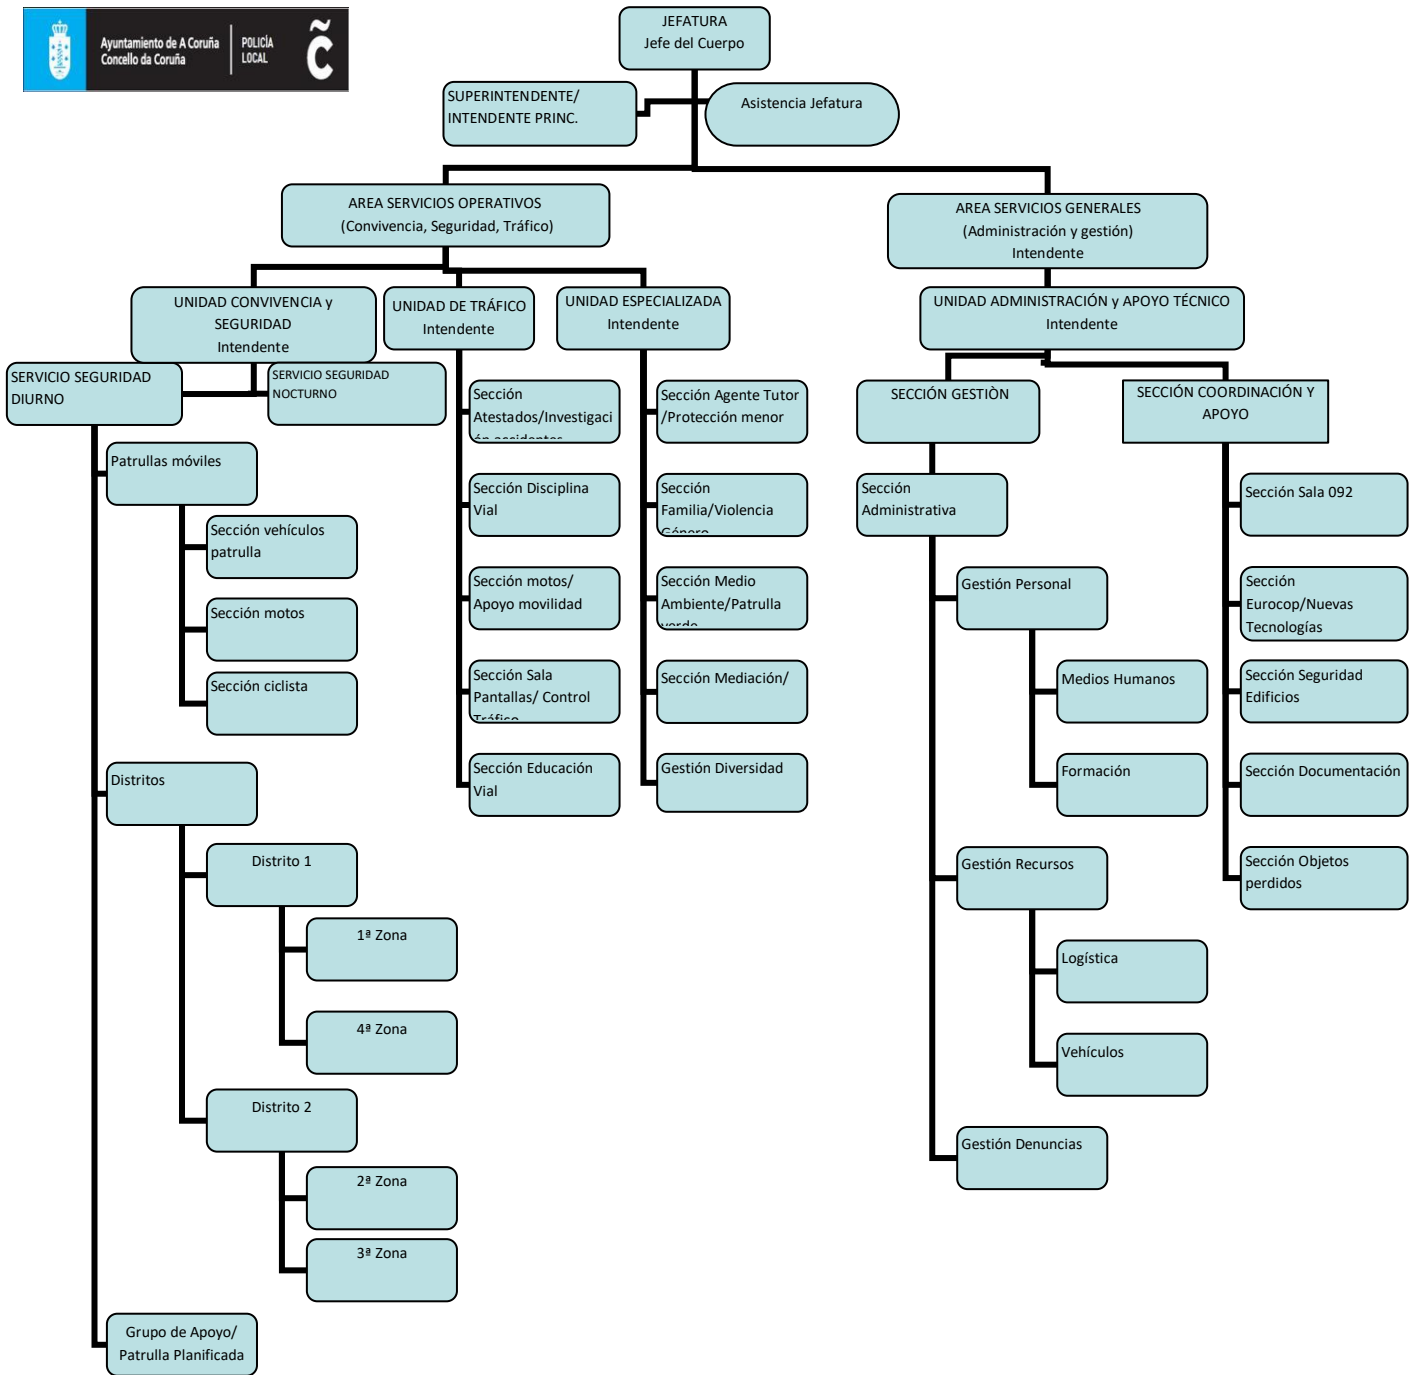 Ayuntamiento de A Coruña
Concello da Coruña
POLICÍA
LOCAL
JEFATURA
Jefe del Cuerpo
SUPERINTENDENTE/
INTENDENTE PRINC.
Asistencia Jefatura
AREA SERVICIOS OPERATIVOS
(Convivencia, Seguridad, Tráfico)
AREA SERVICIOS GENERALES
(Administración y gestión)
Intendente
UNIDAD CONVIVENCIA y
SEGURIDAD
Intendente
UNIDAD DE TRÁFICO
Intendente
UNIDAD ESPECIALIZADA
Intendente
UNIDAD ADMINISTRACIÓN y APOYO TÉCNICO
Intendente
SERVICIO SEGURIDAD
DIURNO
SERVICIO SEGURIDAD
NOCTURNO
Patrullas móviles
Sección vehículos
patrulla
Sección motos
Sección ciclista
Distritos
Distrito 1
1ª Zona
4ª Zona
Distrito 2
2ª Zona
3ª Zona
Grupo de Apoyo/
Patrulla Planificada
Sección
Atestados/Investigaci
ón accidentes
Sección Disciplina
Vial
Sección motos/
Apoyo movilidad
Sección Sala
Pantallas/ Control
Tráfico
Sección Educación
Vial
Sección Agente Tutor
/Protección menor
Sección
Familia/Violencia
Género
Sección Medio
Ambiente/Patrulla
verde
Sección Mediación/
Gestión Diversidad
SECCIÓN GESTIÒN
Sección
Administrativa
Gestión Personal
Medios Humanos
Formación
Gestión Recursos
Logística
Vehículos
Gestión Denuncias
SECCIÓN COORDINACIÓN Y
APOYO
Sección Sala 092
Sección
Eurocop/Nuevas
Tecnologías
Sección Seguridad
Edificios
Sección Documentación
Sección Objetos
perdidos